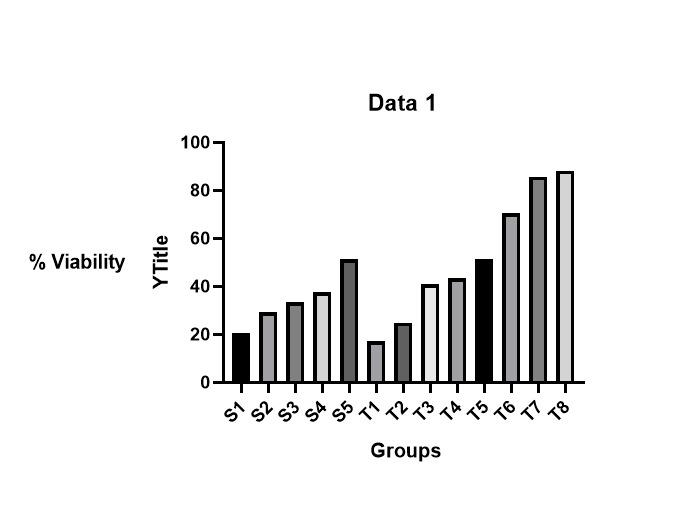 Data 1
100
80
60
40
20
0
% Viability
YTitle
S1 S2 S3 S4 S5 T1 T2 T3 T4 T5 T6 T7 T8
Groups